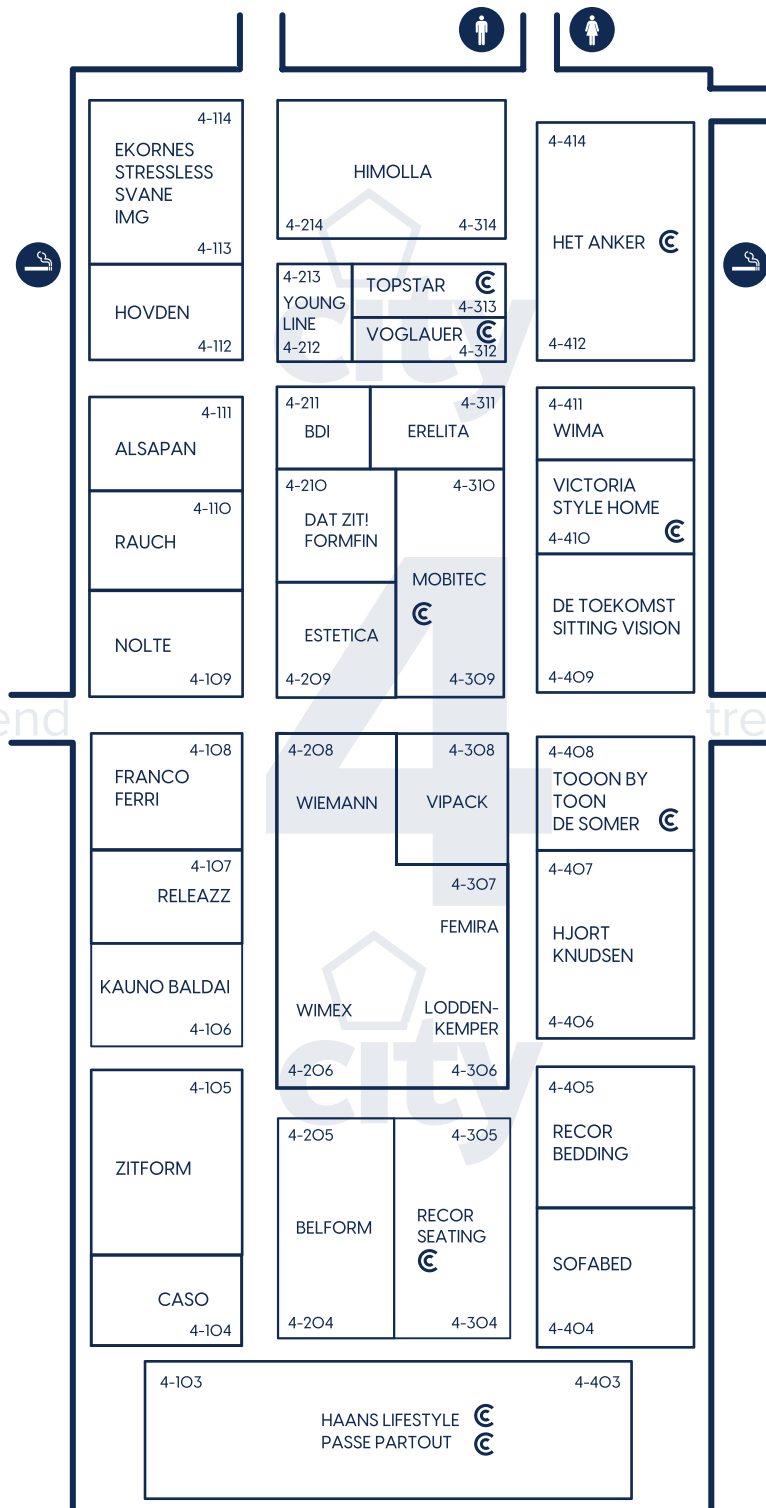 4-114
EKORNES
STRESSLESS
SVANE
IMG
4-113
HOVDEN
4-112
4-111
ALSAPAN
4-110
RAUCH
NOLTE
4-109
4-108
FRANCO
FERRI
4-107
RELEAZZ
KAUNO BALDAI
4-106
4-105
ZITFORM
CASO
4-104
HIMOLLA
4-214 4-314
4-213
YOUNG
LINE
4-212
TOPSTAR
4-313
VOGLAUER
4-312
city
4-211
BDI
4-311
ERELITA
4-210
DAT ZIT!
FORMFIN
ESTETICA
4-209
4-310
MOBITEC
4-309
4
4-208
WIEMANN
4-308
VIPACK
4-307
FEMIRA
WIMEX
LODDEN-
KEMPER
4-206 4-306
city
4-205
BELFORM
4-204
4-305
RECOR
SEATING
4-304
4-414
HET ANKER
4-412
4-411
WIMA
VICTORIA
STYLE HOME
4-410
DE TOEKOMST
SITTING VISION
4-409
4-408
TOOON BY
TOON
DE SOMER
4-407
HJORT
KNUDSEN
4-406
4-405
RECOR
BEDDING
SOFABED
4-404
4-103 4-403
HAANS LIFESTYLE
PASSE PARTOUT
end
tre